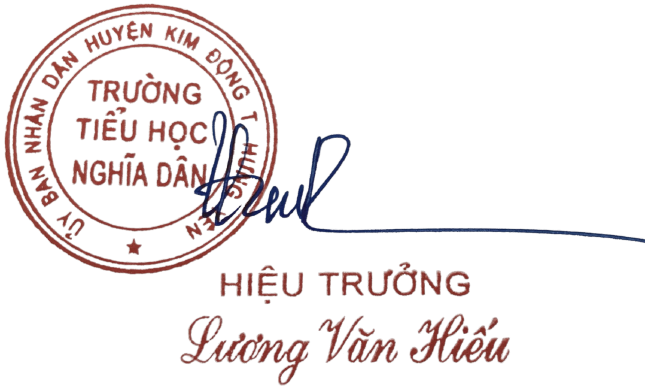 ỦY BAN NHÂN DÂN HUYỆN KIM ĐỘNG T HƯNG YÊN
TRƯỜNG
TIỂU HỌC
NGHĨA DÂN
HIỆU TRƯỞNG
Lương Văn Hiếu